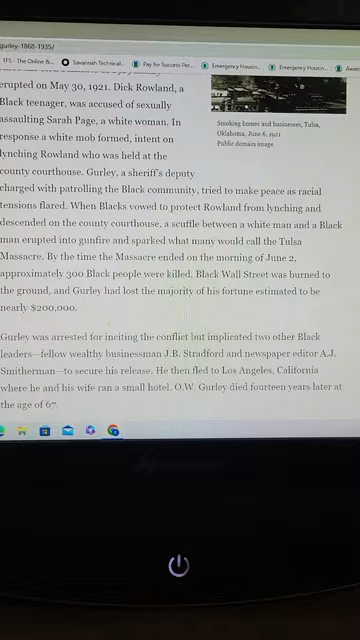 gurley-1868-1935/
TFS - The Online &...
Savannah Technical...
Pay for Success Per...
Emergency Housin...
Emergency Housin...
Awar
erupted on May 30, 1921. Dick Rowland, a
Black teenager, was accused of sexually
assaulting Sarah Page, a white woman. In
response a white mob formed, intent on
lynching Rowland who was held at the
county courthouse. Gurley, a sheriff's deputy
Smoking homes and businesses, Tulsa,
Oklahoma, June 6, 1921
Public domain image
charged with patrolling the Black community, tried to make peace as racial
tensions flared. When Blacks vowed to protect Rowland from lynching and
descended on the county courthouse, a scuffle between a white man and a Black
man erupted into gunfire and sparked what many would call the Tulsa
Massacre. By the time the Massacre ended on the morning of June 2,
approximately 300 Black people were killed, Black Wall Street was burned to
the ground, and Gurley had lost the majority of his fortune estimated to be
nearly $200,000.
Gurley was arrested for inciting the conflict but implicated two other Black
leaders—fellow wealthy businessman J.B. Stradford and newspaper editor A.J.
Smitherman—to secure his release. He then fled to Los Angeles, California
where he and his wife ran a small hotel. O.W. Gurley died fourteen years later at
the age of 67.